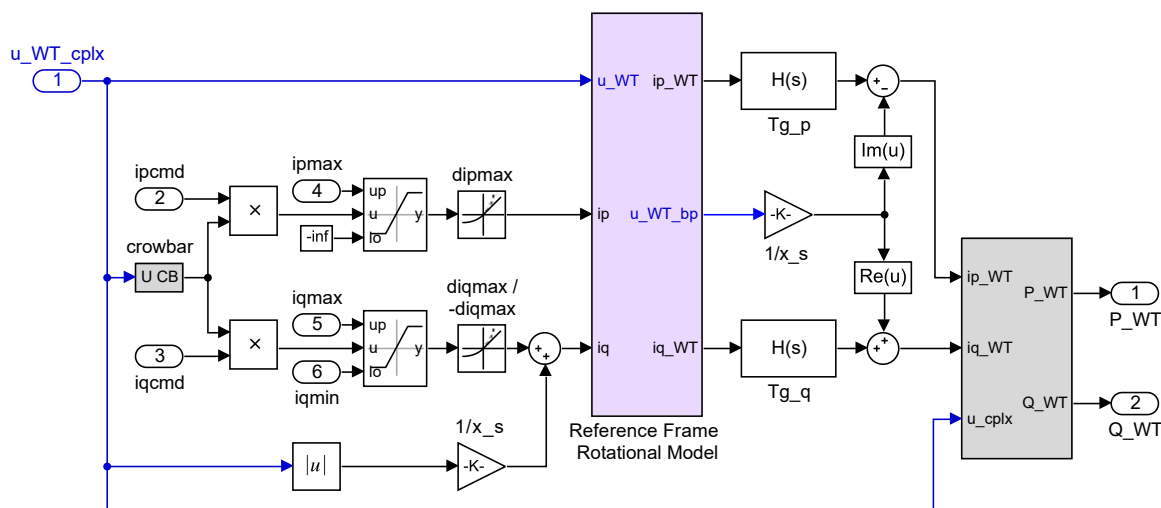 u_WT_cplx
1
u_WT
ip_WT
H(s)
Tg_p
+
−
Im(u)
ipcmd
2
×
ipmax
4
up
u
y
-inf
lo
dipmax
ip
u_WT_bp
-K-
1/x_s
crowbar
U CB
Re(u)
iqmax
5
up
u
y
lo
6
iqmin
diqmax /
-diqmax
×
3
iqcmd
+
+
iq
iq_WT
H(s)
Tg_q
+
+
ip_WT
iq_WT
u_cplx
P_WT
Q_WT
1
P_WT
2
Q_WT
|u|
1/x_s
-K-
Reference Frame
Rotational Model